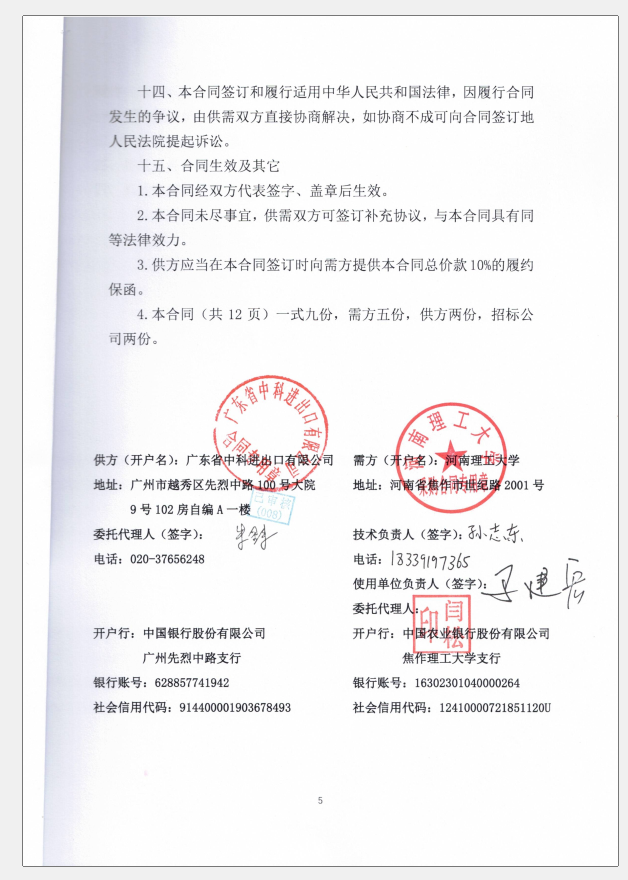 十四、本合同签订和履行适用中华人民共和国法律，因履行合同
发生的争议，由供需双方直接协商解决，如协商不成可向合同签订地
人民法院提起诉讼。
十五、合同生效及其它
1.本合同经双方代表签字、盖章后生效。
2.本合同未尽事宜，供需双方可签订补充协议，与本合同具有同
等法律效力。
3.供方应当在本合同签订时向需方提供本合同总价款10%的履约
保函。
4.本合同（共 12 页）一式九份，需方五份，供方两份，招标公
司两份。
广东省中科进出口有限公司
合同专用章
供方（开户名）：广东省中科进出口有限公司
地址：广州市越秀区先烈中路 100 号大院
9 号 102 房自编 A 一楼
(008)
委托代理人（签字）：
电话：020-37656248
开户行：中国银行股份有限公司
广州先烈中路支行
银行账号：628857741942
社会信用代码：914400001903678493
河南理工大学
采购合同专用章
需方（开户名）：河南理工大学
地址：河南省焦作市世纪路 2001 号
技术负责人（签字）：孙志东
电话：18339197365
使用单位负责人（签字）：
委托代理人：
闫松印
开户行：中国农业银行股份有限公司
焦作理工大学支行
银行账号：16302301040000264
社会信用代码：12410000721851120U
5